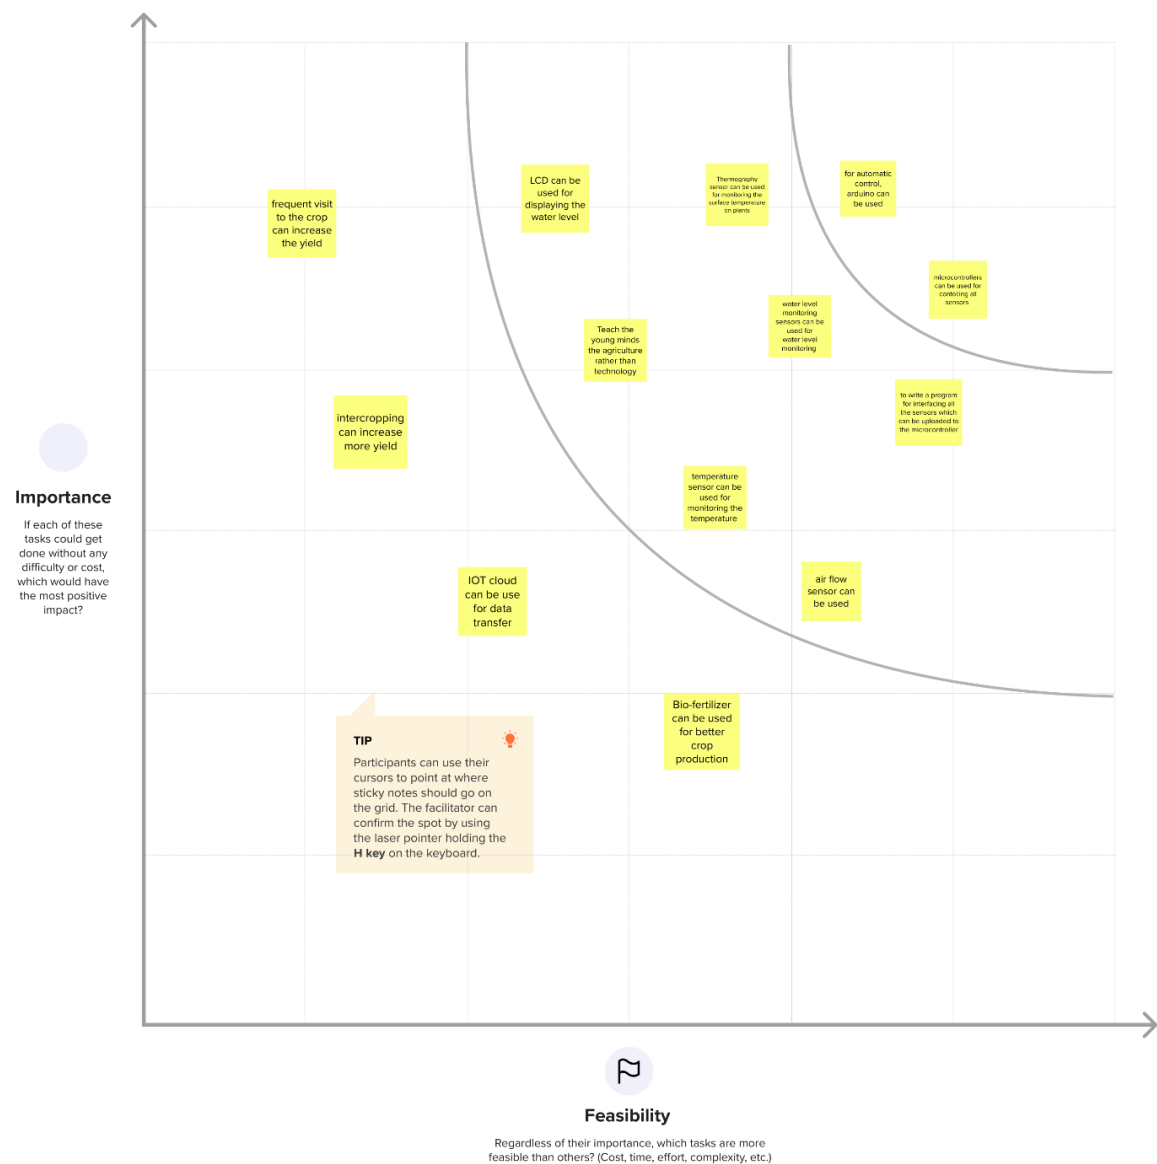 frequent visit
to the crop
can increase
the yield
LCD can be
used for
displaying the
water level
Thermography
sensor can be used
for monitoring the
surface temperature
on plants
for automatic
control,
arduino can
be used
microcontrollers
can be used for
contolling all
sensors
water level
monitoring
sensors can be
used for
water level
monitoring
Teach the
young minds
the agriculture
rather than
technology
intercropping
can increase
more yield
to write a program
for interfacing all
the sensors which
can be uploaded to
the microcontroller
temperature
sensor can be
used for
monitoring the
temperature
IOT cloud
can be use
for data
transfer
air flow
sensor can
be used
Bio-fertilizer
can be used
for better
crop
production
Importance
If each of these
tasks could get
done without any
difficulty or cost,
which would have
the most positive
impact?
TIP
Participants can use their
cursors to point at where
sticky notes should go on
the grid. The facilitator can
confirm the spot by using
the laser pointer holding the
H key on the keyboard.
Feasibility
Regardless of their importance, which tasks are more
feasible than others? (Cost, time, effort, complexity, etc.)